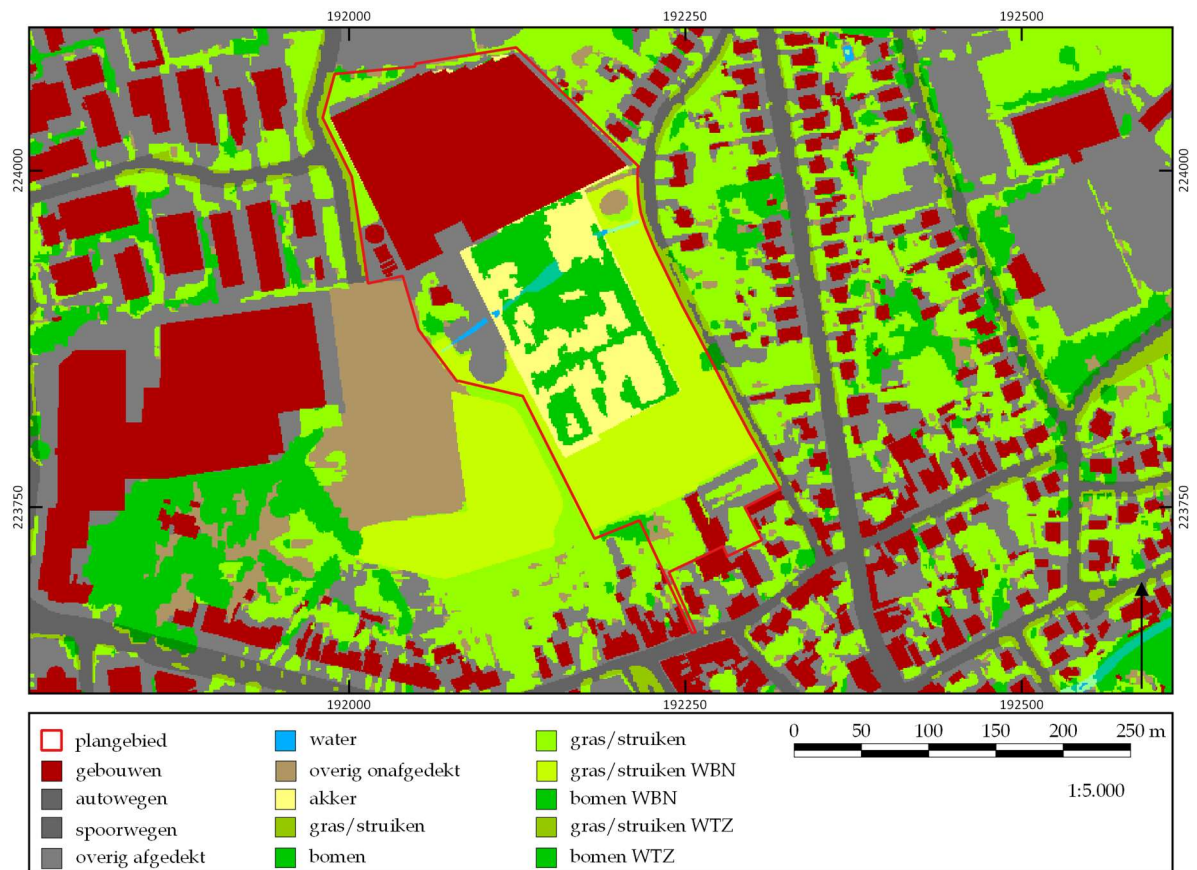 192000 192250 192500
224000 224000
223750 223750
192000 192250 192500
plangebied
gebouwen
autowegen
spoorwegen
overig afgedekt
water
overig onafgedekt
akker
gras/struiken
bomen
gras/struiken
gras/struiken WBN
bomen WBN
gras/struiken WTZ
bomen WTZ
0 50 100 150 200 250 m
1:5.000